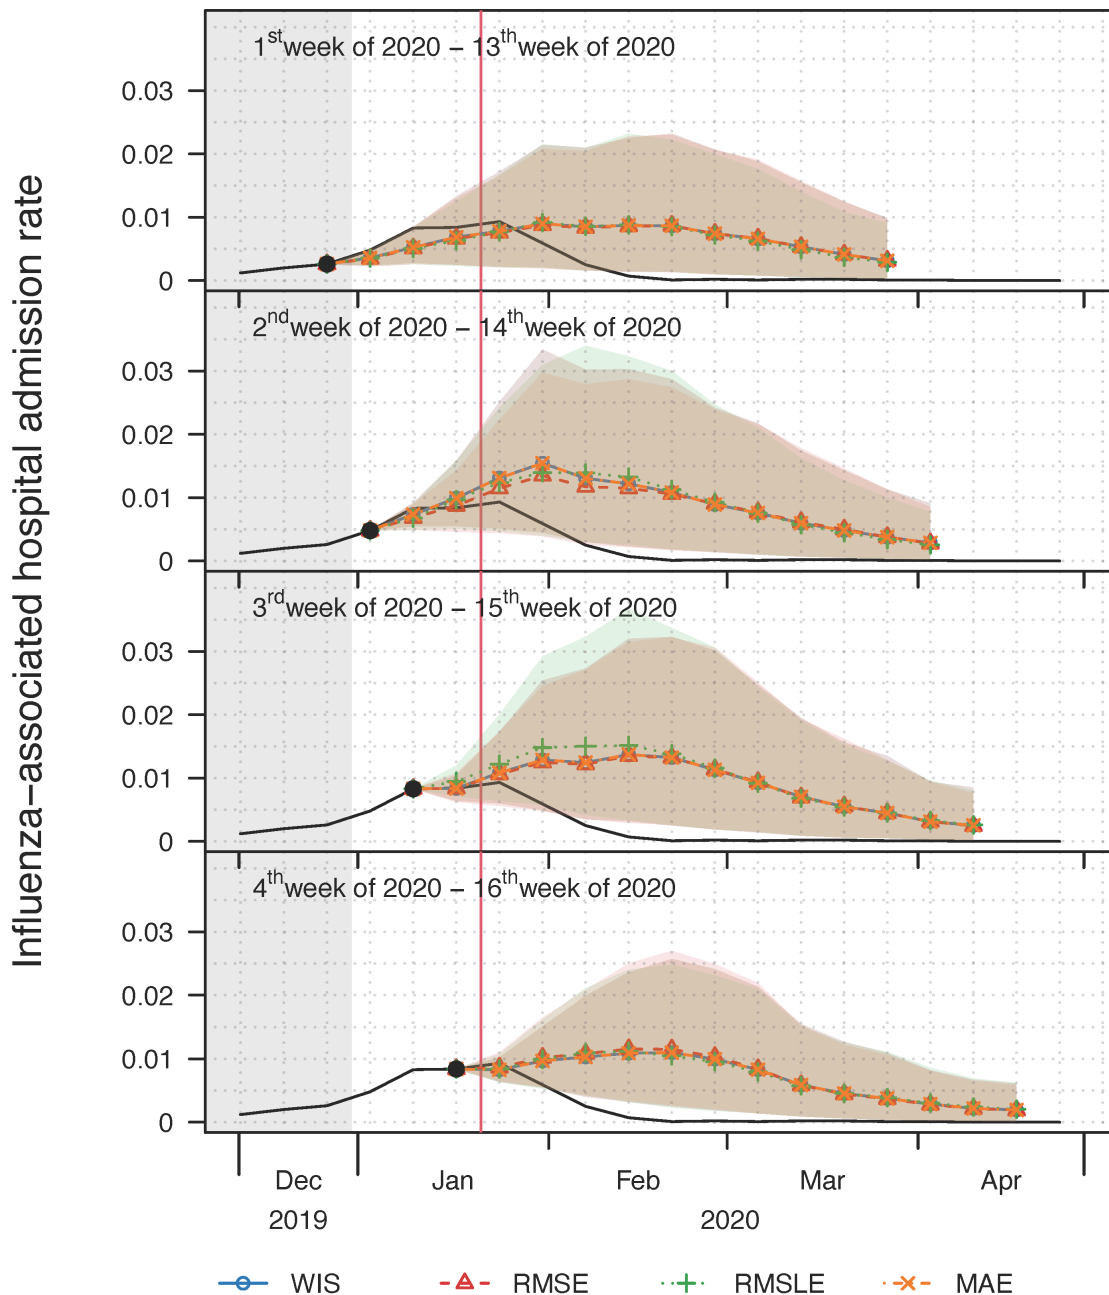 Influenza−associated hospital admission rate
1st week of 2020 − 13th week of 2020
0.03
0.02
0.01
0
2nd week of 2020 − 14th week of 2020
0.03
0.02
0.01
0
3rd week of 2020 − 15th week of 2020
0.03
0.02
0.01
0
4th week of 2020 − 16th week of 2020
0.03
0.02
0.01
0
Dec Jan Feb Mar Apr
2019 2020
WIS RMSE RMSLE MAE